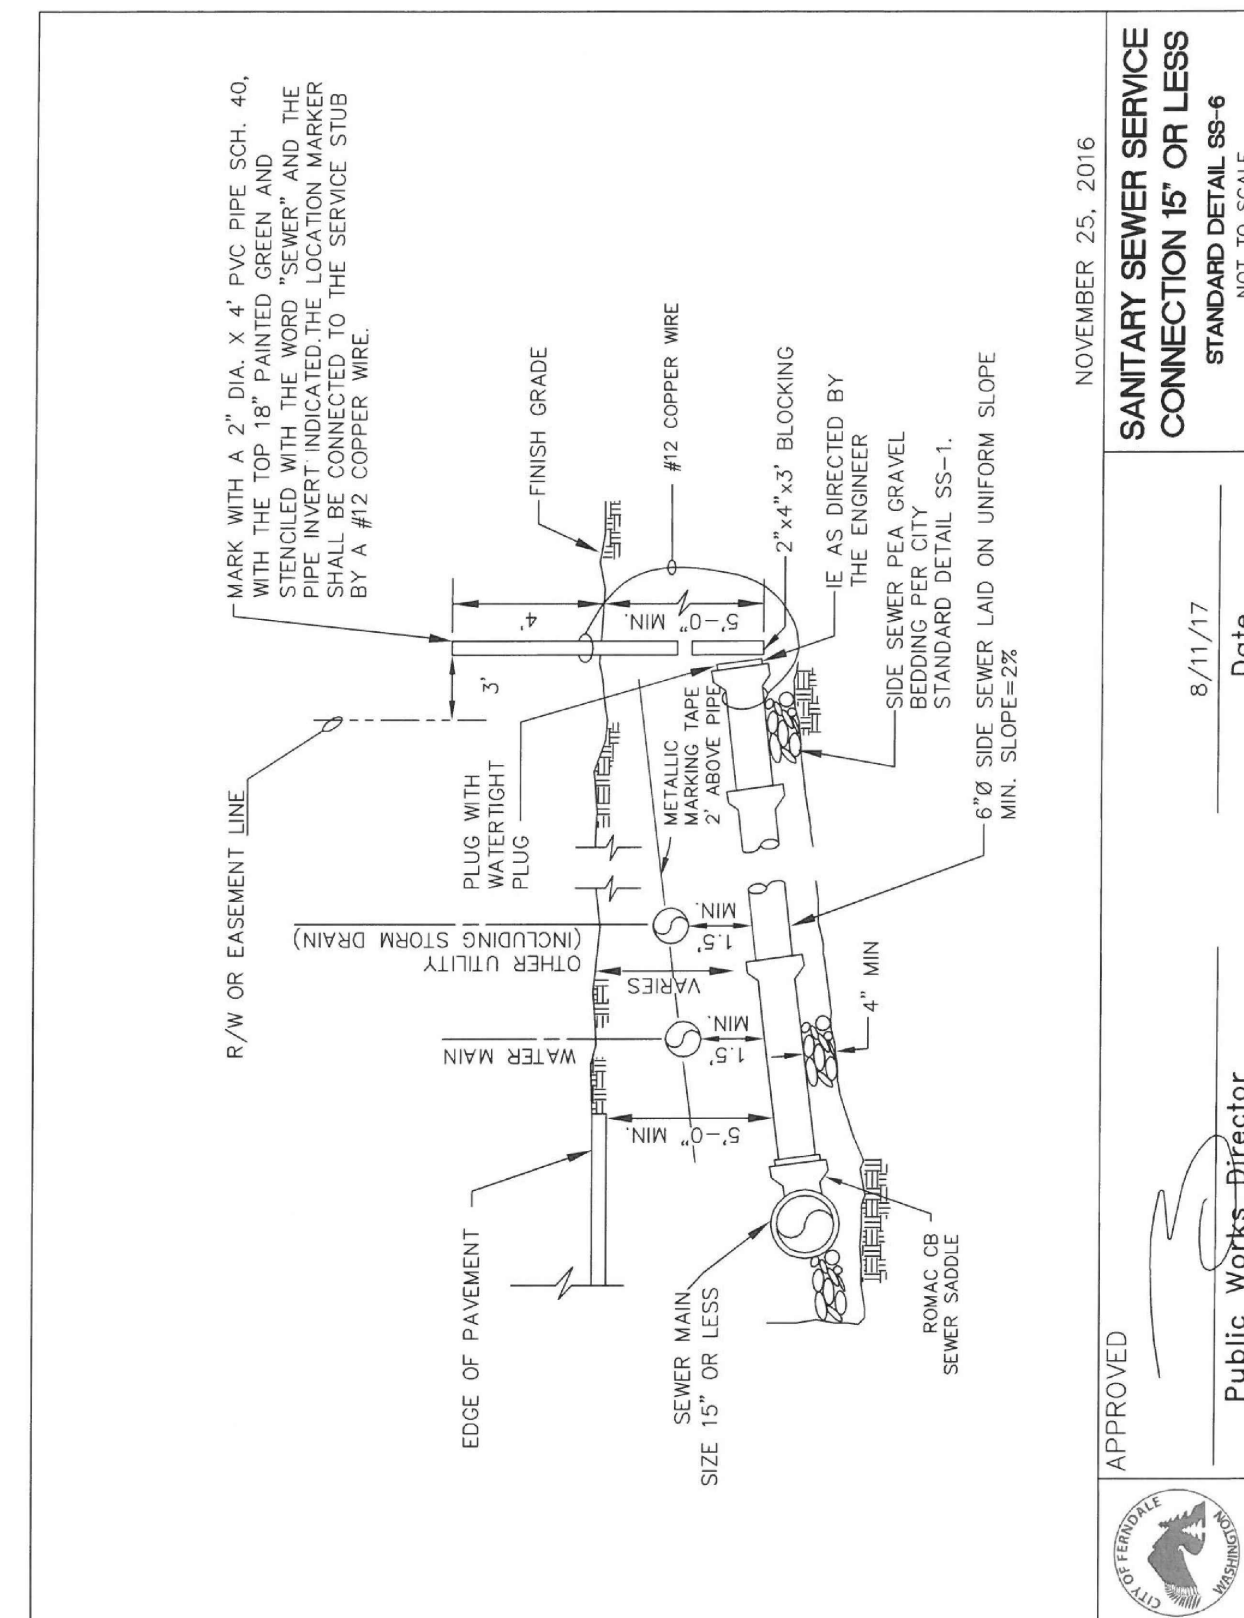 MARK WITH A 2" DIA. X 4' PVC PIPE SCH. 40,
WITH THE TOP 18" PAINTED GREEN AND
STENCILED WITH THE WORD "SEWER" AND THE
PIPE INVERT INDICATED.THE LOCATION MARKER
SHALL BE CONNECTED TO THE SERVICE STUB
BY A #12 COPPER WIRE.
R/W OR EASEMENT LINE
3'
4'
FINISH GRADE
5'-0" MIN.
#12 COPPER WIRE
2"x4"x3' BLOCKING
IE AS DIRECTED BY
THE ENGINEER
SIDE SEWER PEA GRAVEL
BEDDING PER CITY
STANDARD DETAIL SS-1.
6"Ø SIDE SEWER LAID ON UNIFORM SLOPE
MIN. SLOPE=2%
PLUG WITH
WATERTIGHT
PLUG
METALLIC
MARKING TAPE
2' ABOVE PIPE
OTHER UTILITY
(INCLUDING STORM DRAIN)
1.5'
MIN.
VARIES
WATER MAIN
1.5'
MIN.
5'-0" MIN.
4" MIN
EDGE OF PAVEMENT
SEWER MAIN
SIZE 15" OR LESS
ROMAC CB
SEWER SADDLE
NOVEMBER 25, 2016
CITY OF FERNDALE
WASHINGTON
APPROVED
Public Works Director
8/11/17
Date
SANITARY SEWER SERVICE
CONNECTION 15" OR LESS
STANDARD DETAIL SS-6
NOT TO SCALE